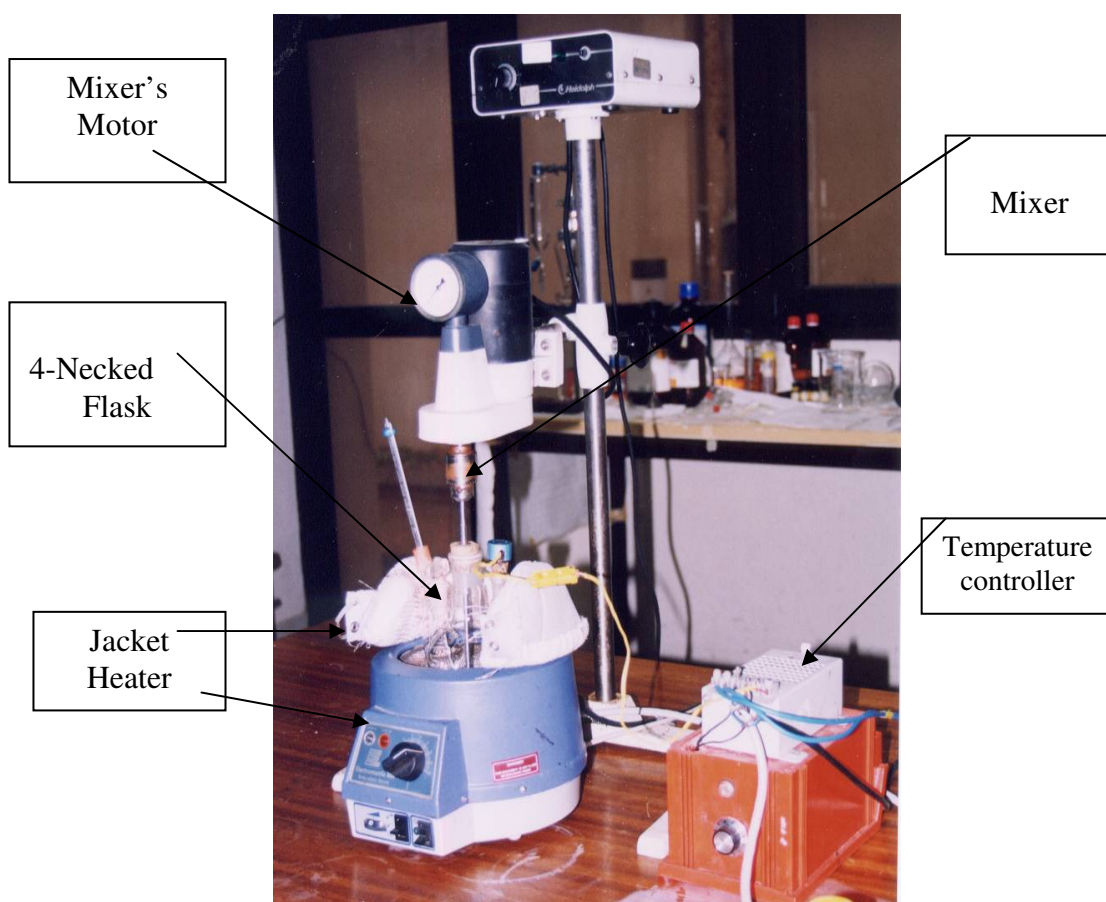 Mixer’s
Motor
Heidolph
Mixer
4-Necked
Flask
Temperature
controller
Jacket
Heater